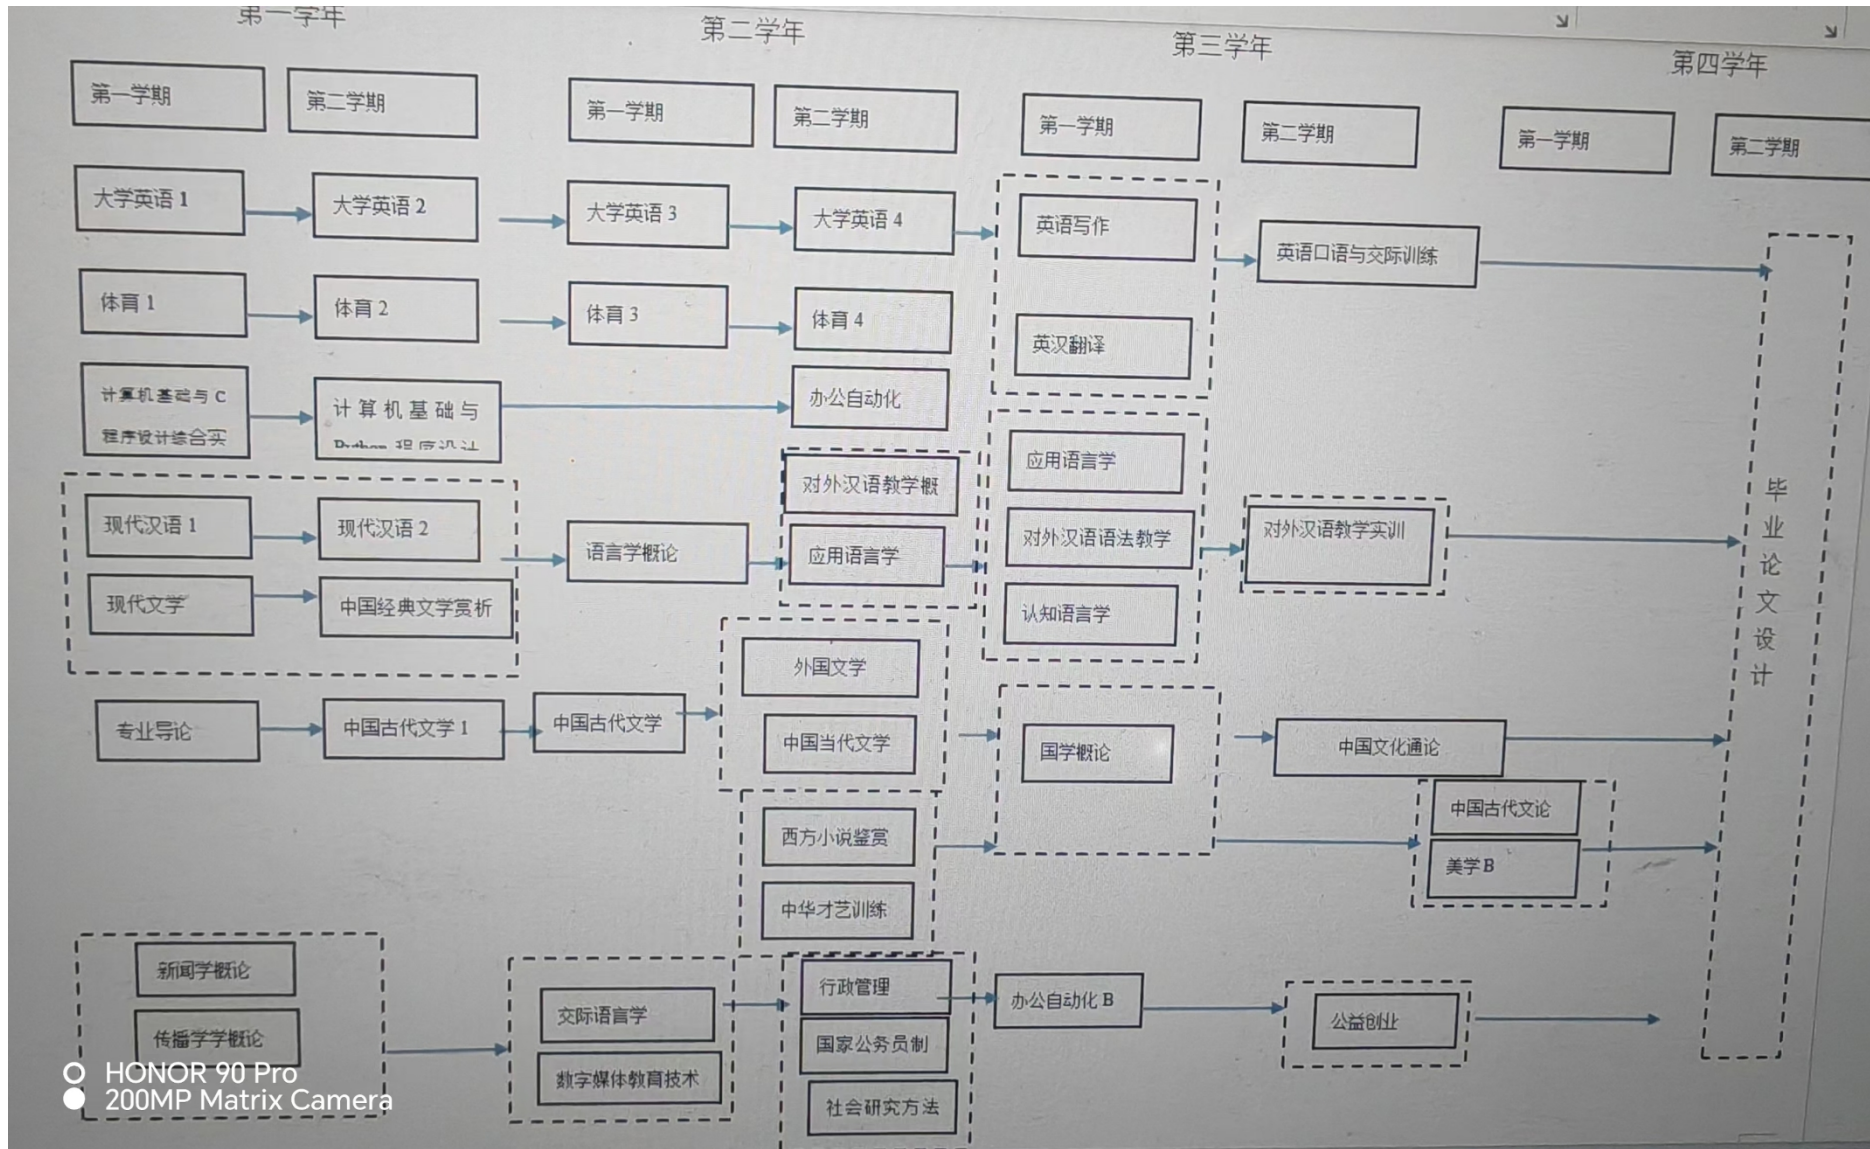 第一学年
第二学年
第三学年
第四学年
第一学期
第二学期
第一学期
第二学期
第一学期
第二学期
第一学期
第二学期
大学英语 1
大学英语 2
大学英语 3
大学英语 4
英语写作
英语口语与交际训练
体育 1
体育 2
体育 3
体育 4
英汉翻译
计算机基础与 C
程序设计综合实
计算机基础与
Python 程序设计
办公自动化
对外汉语教学概
应用语言学
现代汉语 1
现代汉语 2
语言学概论
应用语言学
对外汉语语法教学
对外汉语教学实训
现代文学
中国经典文学赏析
认知语言学
毕业论文设计
外国文学
专业导论
中国古代文学 1
中国古代文学
中国当代文学
国学概论
中国文化通论
西方小说鉴赏
中国古代文论
美学 B
中华才艺训练
新闻学概论
传播学学概论
交际语言学
数字媒体教育技术
行政管理
国家公务员制
社会研究方法
办公自动化 B
公益创业
HONOR 90 Pro
200MP Matrix Camera